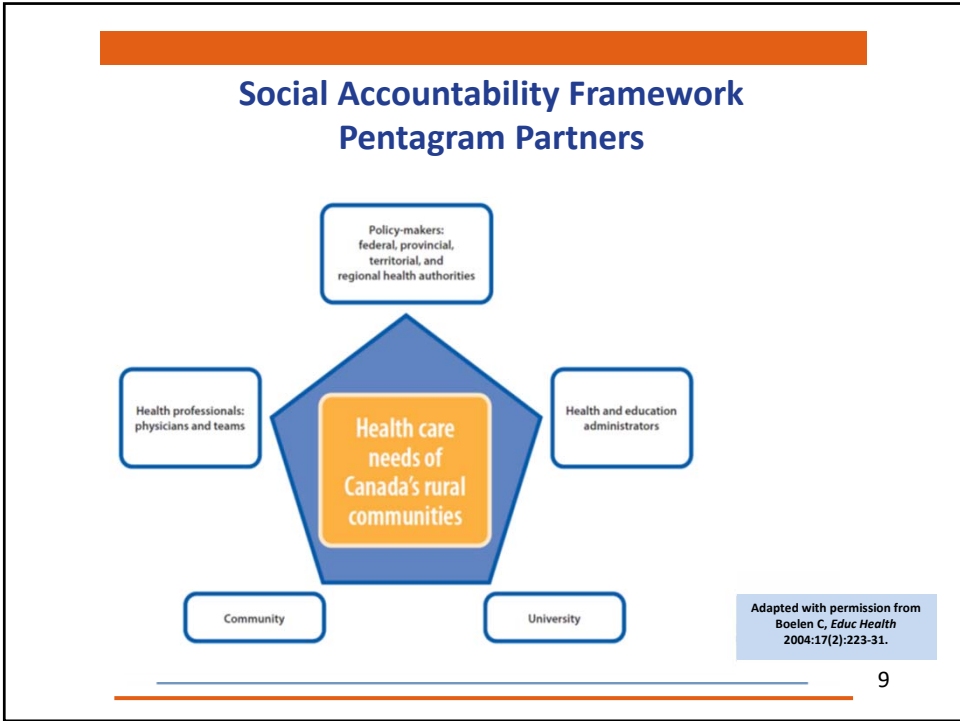 Social Accountability Framework
Pentagram Partners
Policy-makers:
federal, provincial,
territorial, and
regional health authorities
Health professionals:
physicians and teams
Health care
needs of
Canada's rural
communities
Health and education
administrators
Community
University
Adapted with permission from
Boelen C, Educ Health
2004:17(2):223-31.
9